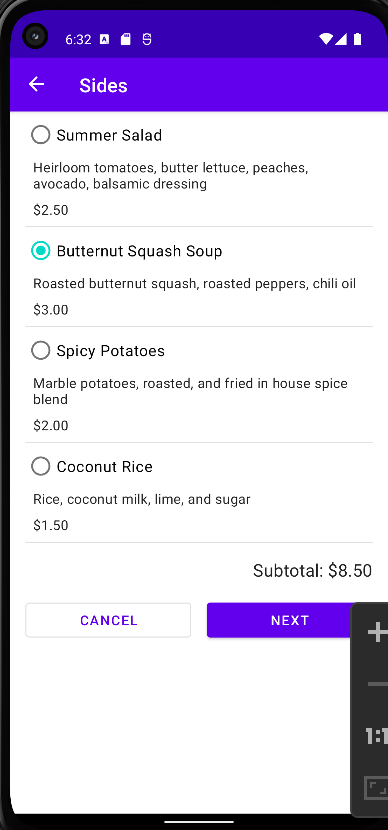 6:32
Sides
Summer Salad
Heirloom tomatoes, butter lettuce, peaches,
avocado, balsamic dressing
$2.50
Butternut Squash Soup
Roasted butternut squash, roasted peppers, chili oil
$3.00
Spicy Potatoes
Marble potatoes, roasted, and fried in house spice
blend
$2.00
Coconut Rice
Rice, coconut milk, lime, and sugar
$1.50
Subtotal: $8.50
CANCEL NEXT
1:1